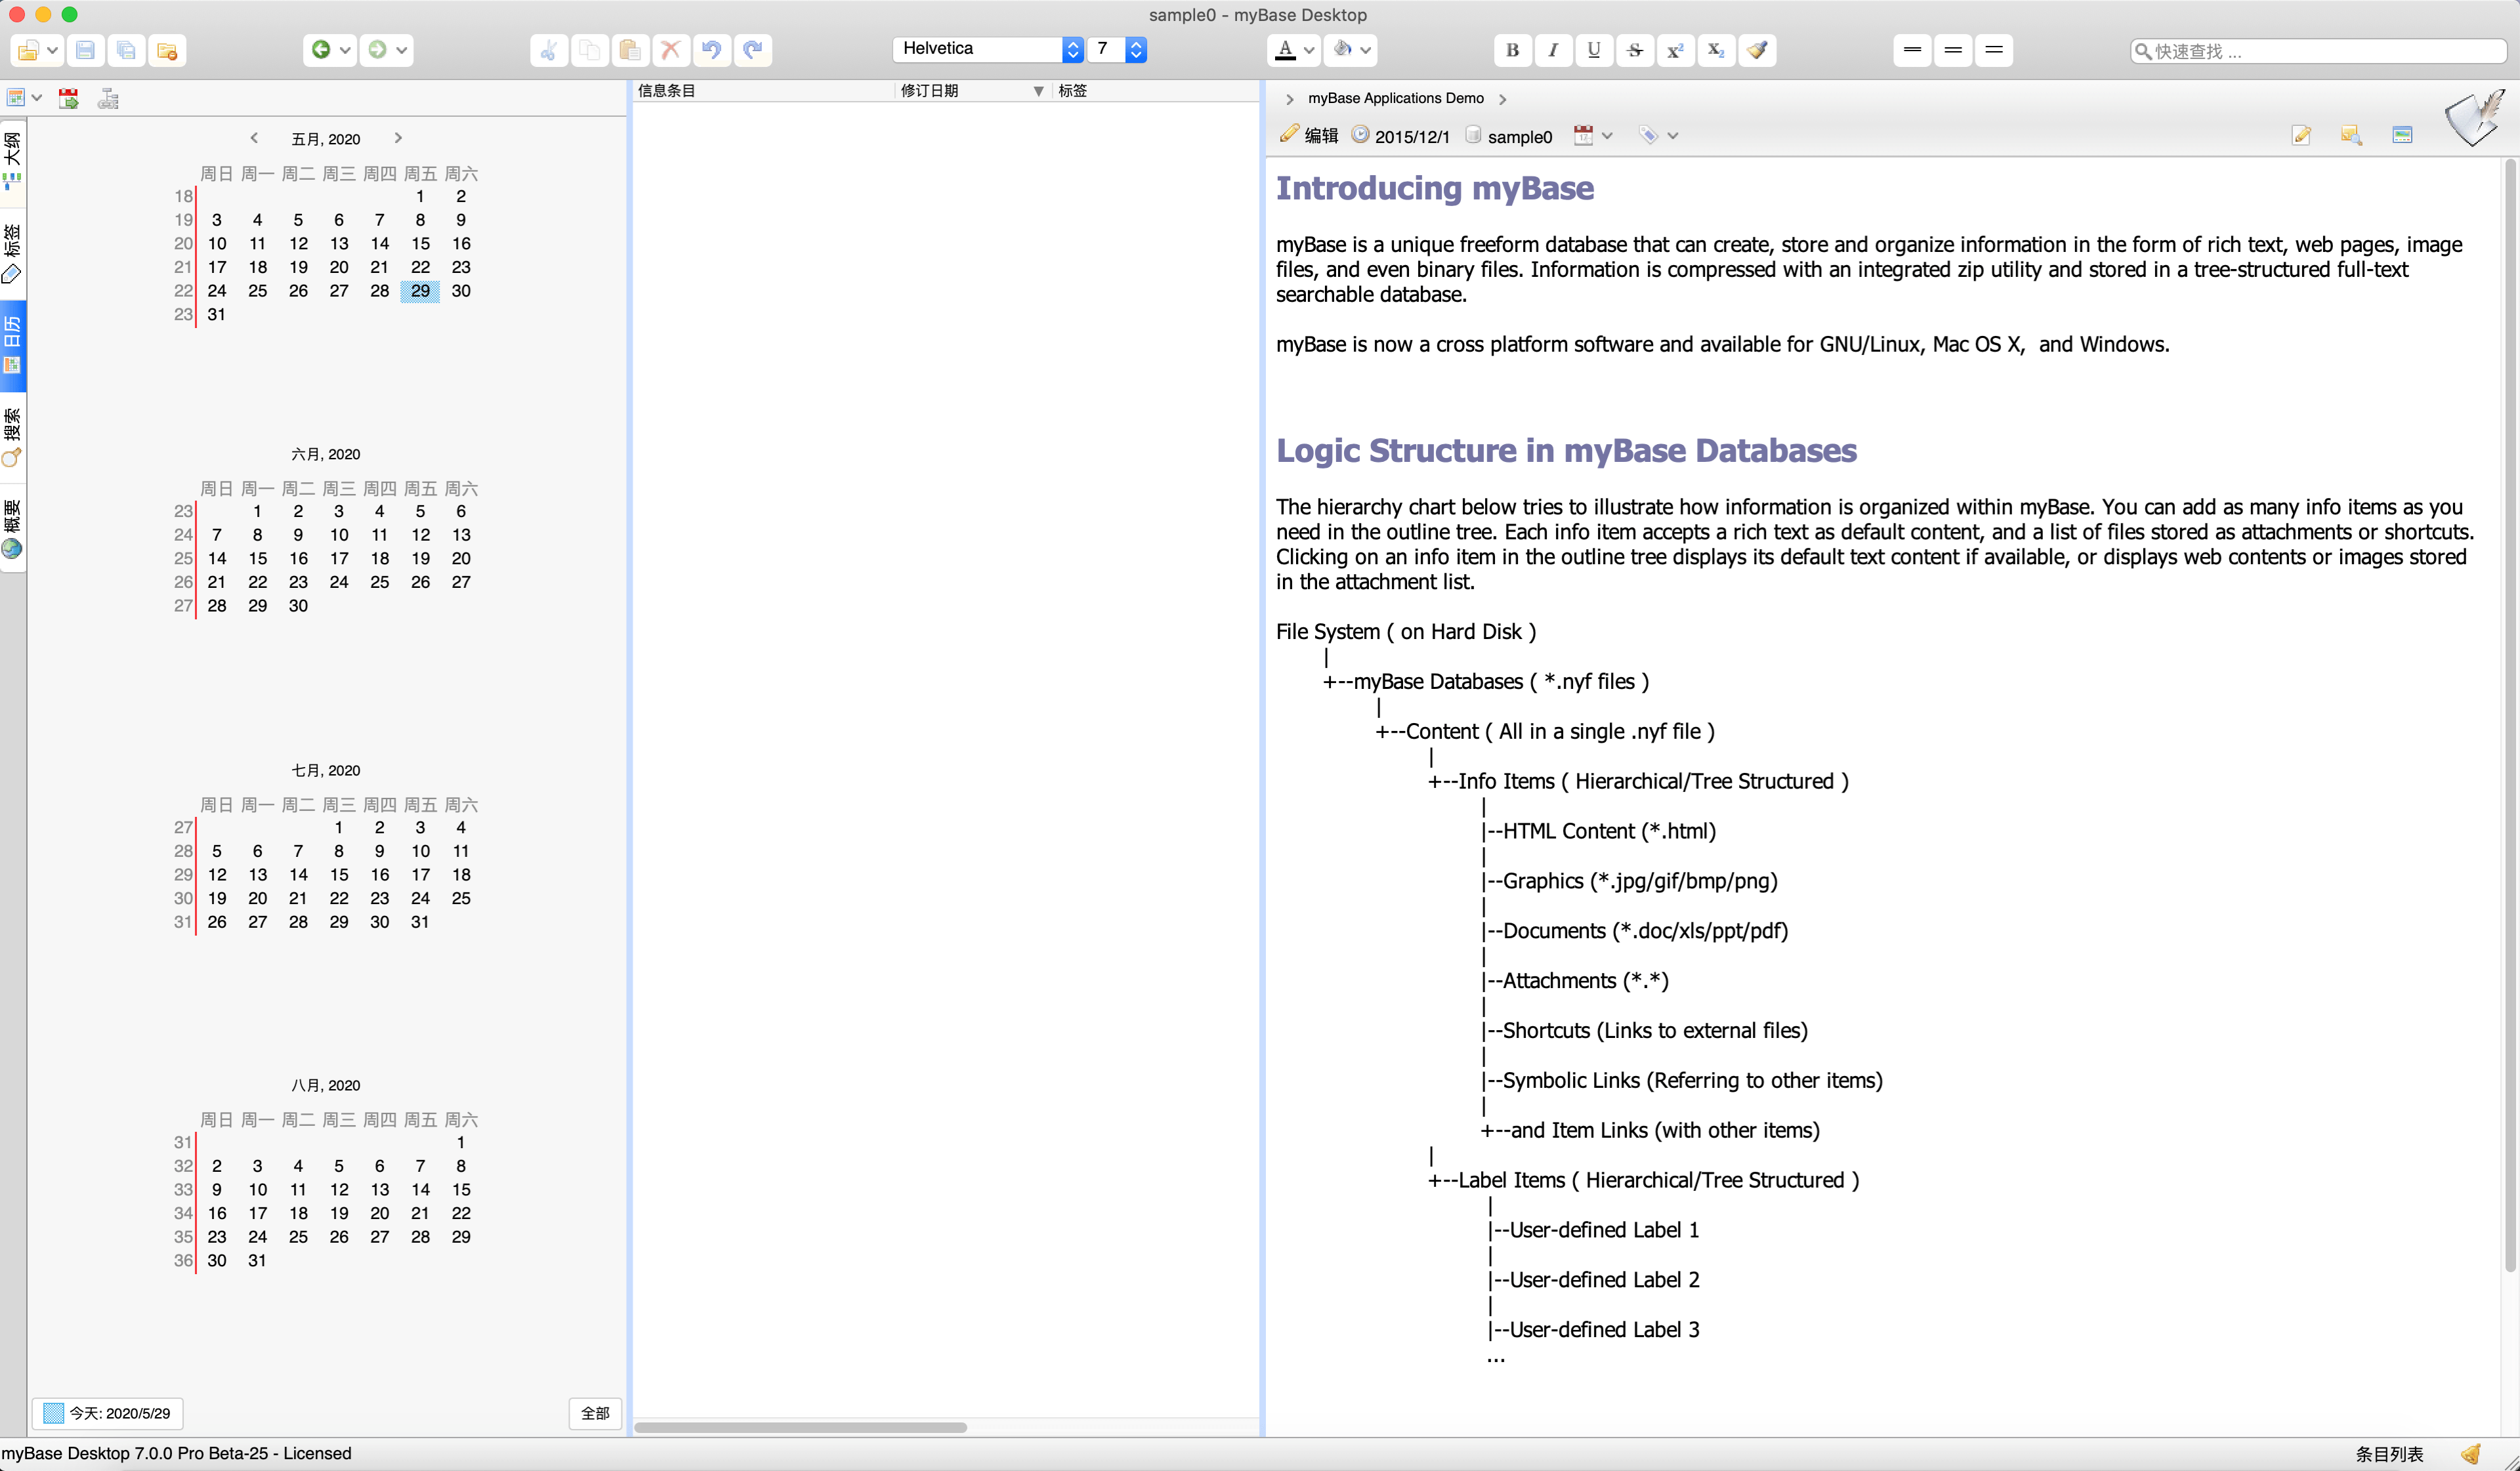 sample0 - myBase Desktop
Helvetica 7 A B I U S x² X₂ 快速查找 ...
大纲
标签
日历
搜索
概要
五月, 2020
周日 周一 周二 周三 周四 周五 周六
18 1 2
19 3 4 5 6 7 8 9
20 10 11 12 13 14 15 16
21 17 18 19 20 21 22 23
22 24 25 26 27 28 29 30
23 31
六月, 2020
周日 周一 周二 周三 周四 周五 周六
23 1 2 3 4 5 6
24 7 8 9 10 11 12 13
25 14 15 16 17 18 19 20
26 21 22 23 24 25 26 27
27 28 29 30
七月, 2020
周日 周一 周二 周三 周四 周五 周六
27 1 2 3 4
28 5 6 7 8 9 10 11
29 12 13 14 15 16 17 18
30 19 20 21 22 23 24 25
31 26 27 28 29 30 31
八月, 2020
周日 周一 周二 周三 周四 周五 周六
31 1
32 2 3 4 5 6 7 8
33 9 10 11 12 13 14 15
34 16 17 18 19 20 21 22
35 23 24 25 26 27 28 29
36 30 31
今天: 2020/5/29 全部
信息条目 修订日期 标签
myBase Applications Demo
编辑 2015/12/1 sample0
Introducing myBase
myBase is a unique freeform database that can create, store and organize information in the form of rich text, web pages, image
files, and even binary files. Information is compressed with an integrated zip utility and stored in a tree-structured full-text
searchable database.
myBase is now a cross platform software and available for GNU/Linux, Mac OS X,  and Windows.
Logic Structure in myBase Databases
The hierarchy chart below tries to illustrate how information is organized within myBase. You can add as many info items as you
need in the outline tree. Each info item accepts a rich text as default content, and a list of files stored as attachments or shortcuts.
Clicking on an info item in the outline tree displays its default text content if available, or displays web contents or images stored
in the attachment list.
File System ( on Hard Disk )
|
+--myBase Databases ( *.nyf files )
|
+--Content ( All in a single .nyf file )
|
+--Info Items ( Hierarchical/Tree Structured )
|
|--HTML Content (*.html)
|
|--Graphics (*.jpg/gif/bmp/png)
|
|--Documents (*.doc/xls/ppt/pdf)
|
|--Attachments (*.*)
|
|--Shortcuts (Links to external files)
|
|--Symbolic Links (Referring to other items)
|
+--and Item Links (with other items)
|
+--Label Items ( Hierarchical/Tree Structured )
|
|--User-defined Label 1
|
|--User-defined Label 2
|
|--User-defined Label 3
...
myBase Desktop 7.0.0 Pro Beta-25 - Licensed 条目列表